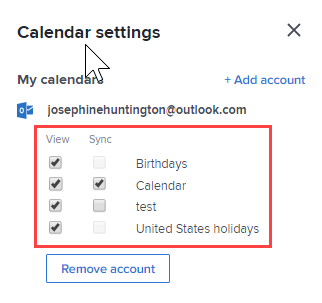 Calendar settings
My calendars + Add account
josephinehuntington@outlook.com
View Sync
Birthdays
Calendar
test
United States holidays
Remove account